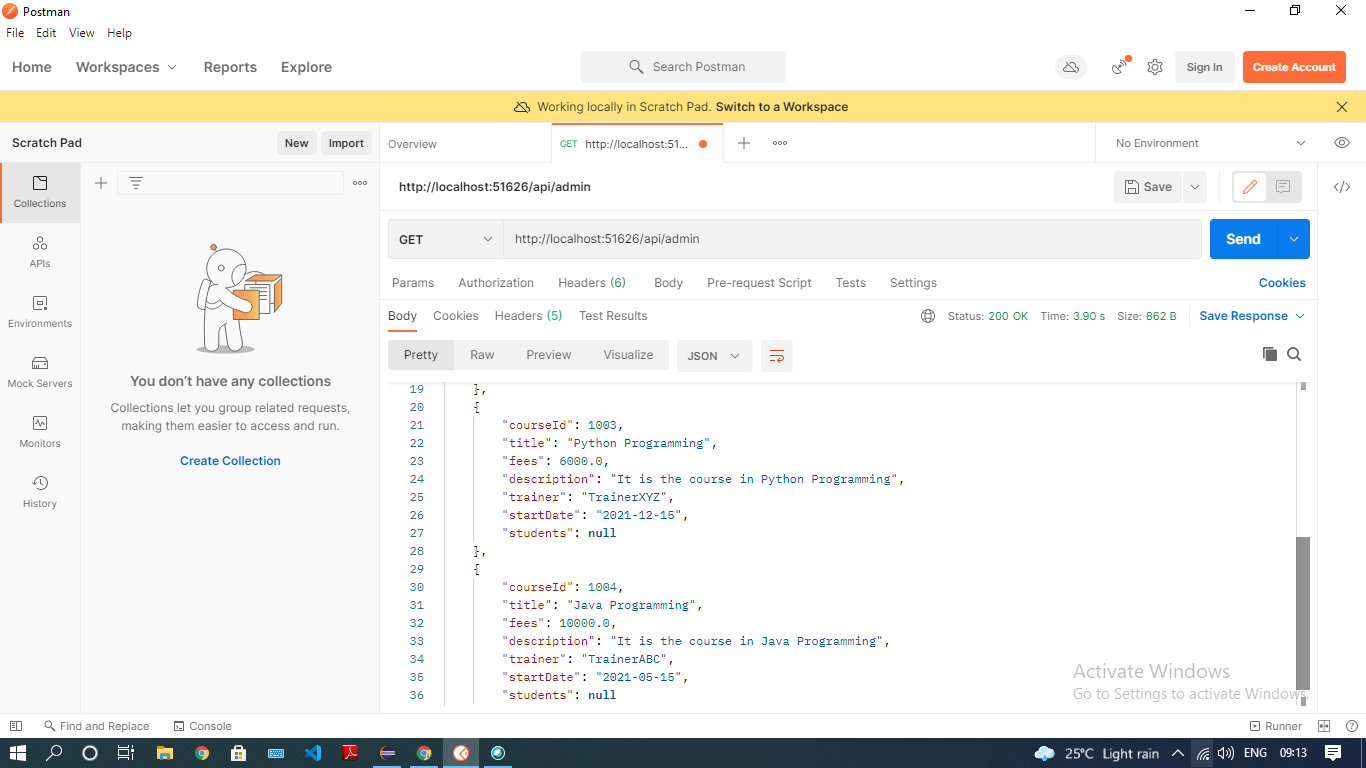 Postman
File Edit View Help
Home Workspaces Reports Explore Search Postman Sign In Create Account
Working locally in Scratch Pad. Switch to a Workspace
Scratch Pad New Import Overview GET http://localhost:51... No Environment
Collections
APIs
Environments
Mock Servers
Monitors
History
You don't have any collections
Collections let you group related requests,
making them easier to access and run.
Create Collection
http://localhost:51626/api/admin Save
GET http://localhost:51626/api/admin Send
Params Authorization Headers (6) Body Pre-request Script Tests Settings Cookies
Body Cookies Headers (5) Test Results Status: 200 OK Time: 3.90 s Size: 862 B Save Response
Pretty Raw Preview Visualize JSON
19 },
20 {
21 "courseId": 1003,
22 "title": "Python Programming",
23 "fees": 6000.0,
24 "description": "It is the course in Python Programming",
25 "trainer": "TrainerXYZ",
26 "startDate": "2021-12-15",
27 "students": null
28 },
29 {
30 "courseId": 1004,
31 "title": "Java Programming",
32 "fees": 10000.0,
33 "description": "It is the course in Java Programming",
34 "trainer": "TrainerABC",
35 "startDate": "2021-05-15",
36 "students": null
Activate Windows
Go to Settings to activate Windows.
Find and Replace Console Runner
25°C Light rain ENG 09:13